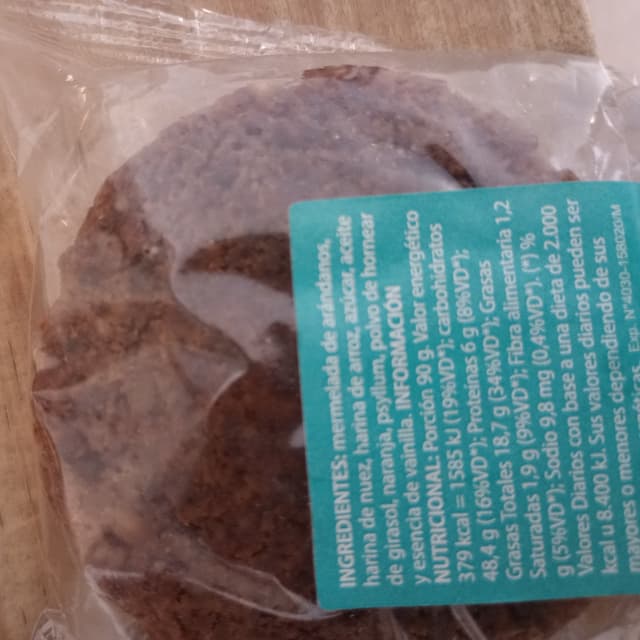 INGREDIENTES: mermelada de arándanos,
harina de nuez, harina de arroz, azúcar, aceite
de girasol, naranja, psyllium, polvo de hornear
y esencia de vainilla. INFORMACIÓN
NUTRICIONAL Porción 90 g. Valor energético
379 kcal = 1585 kJ (19%VD*); carbohidratos
48,4 g (16%VD*); Proteínas 6 g (8%VD*);
Grasas Totales 18,7 g (34%VD*); Grasas
Saturadas 1,9 g (9%VD*); Fibra alimentaria 1,2
g (5%VD*); Sodio 9,8 mg (0,4%VD*). (*) %
Valores Diarios con base a una dieta de 2.000
kcal u 8.400 kJ. Sus valores diarios pueden ser
mayores o menores dependiendo de sus